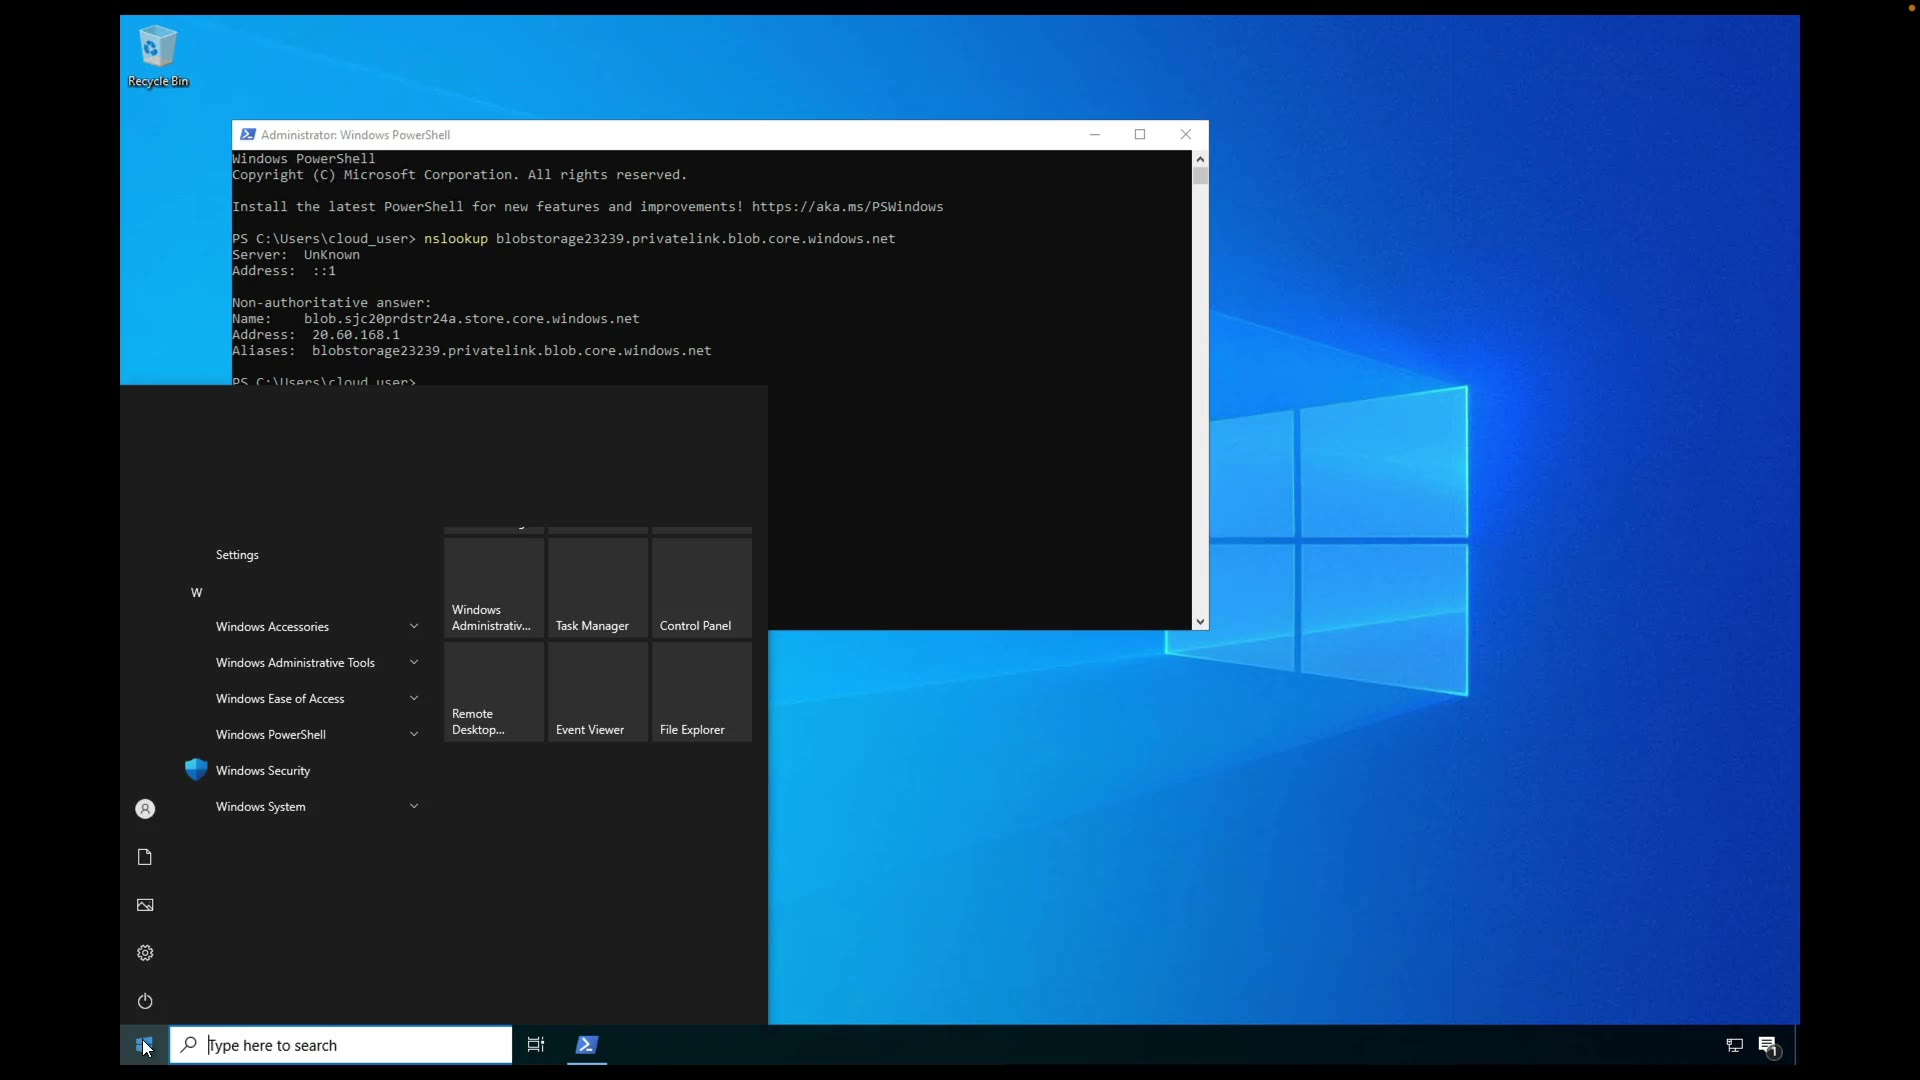 Recycle Bin
Administrator: Windows PowerShell
Windows PowerShell
Copyright (C) Microsoft Corporation. All rights reserved.
Install the latest PowerShell for new features and improvements! https://aka.ms/PSWindows
PS C:\Users\cloud_user> nslookup blobstorage23239.privatelink.blob.core.windows.net
Server:  UnKnown
Address:  ::1
Non-authoritative answer:
Name:    blob.sjc20prdstr24a.store.core.windows.net
Address:  20.60.168.1
Aliases:  blobstorage23239.privatelink.blob.core.windows.net
PS C:\Users\cloud_user>
Settings
W
Windows Accessories
Windows Administrative Tools
Windows Ease of Access
Windows PowerShell
Windows Security
Windows System
Windows
Administrativ...
Task Manager
Control Panel
Remote
Desktop...
Event Viewer
File Explorer
Type here to search
1